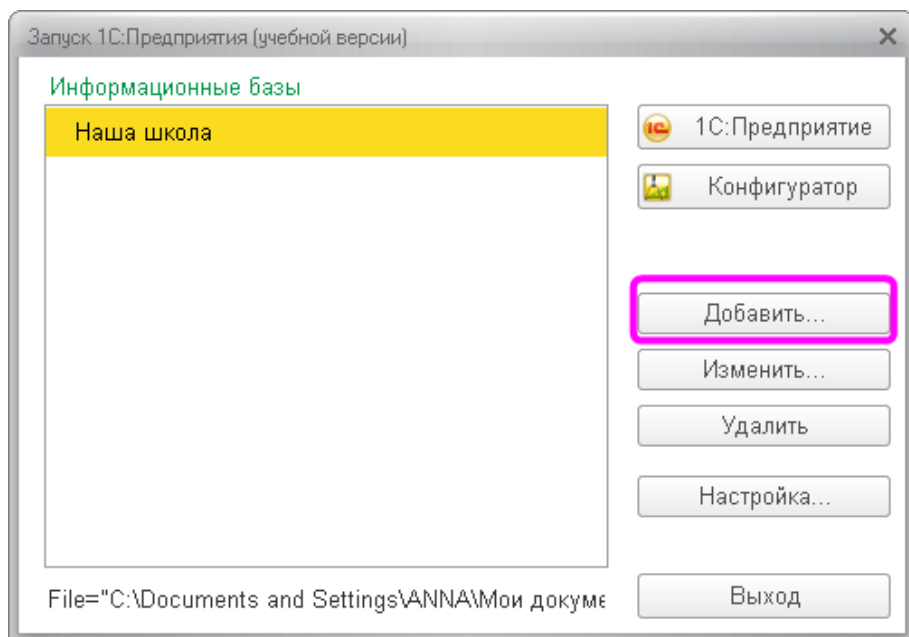 Запуск 1С:Предприятия (учебной версии)
Информационные базы
Наша школа
1С:Предприятие
Конфигуратор
Добавить...
Изменить...
Удалить
Настройка...
File="C:\Documents and Settings\ANNA\Мои докуме
Выход